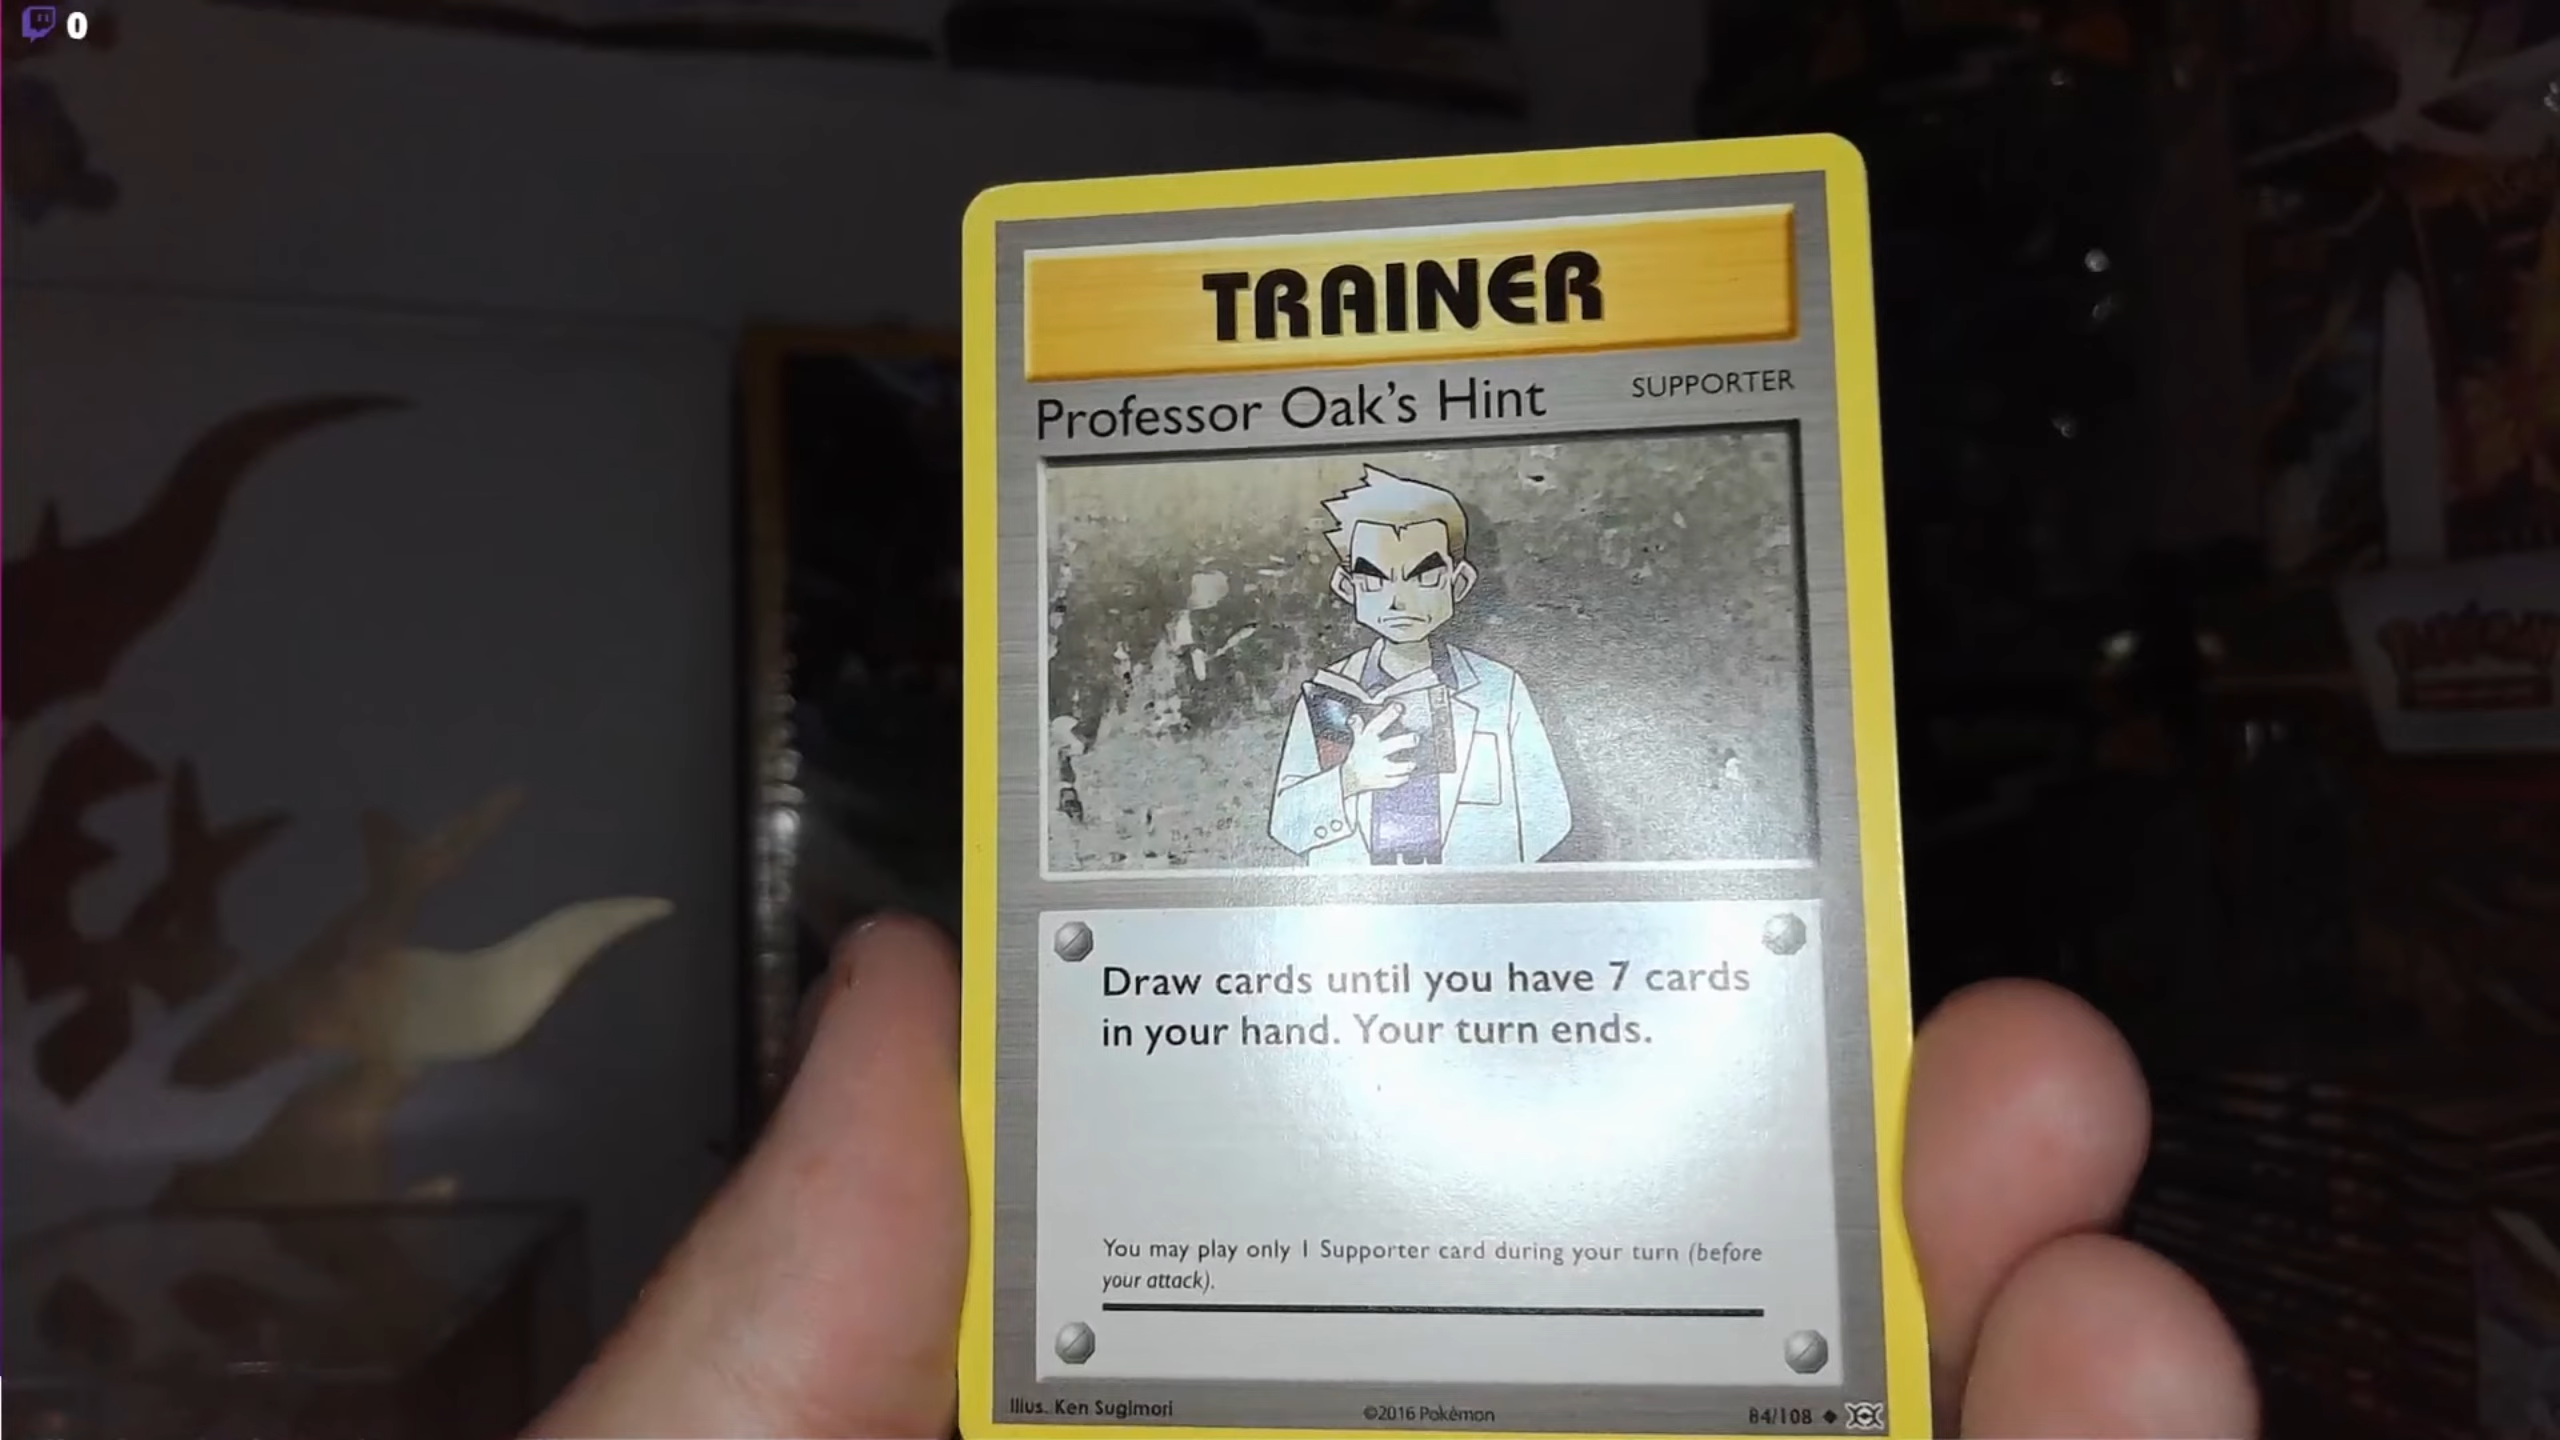 0
TRAINER
Professor Oak's Hint
SUPPORTER
Draw cards until you have 7 cards
in your hand. Your turn ends.
You may play only 1 Supporter card during your turn (before
your attack).
Illus. Ken Sugimori
©2016 Pokémon
84/108
Pokémon